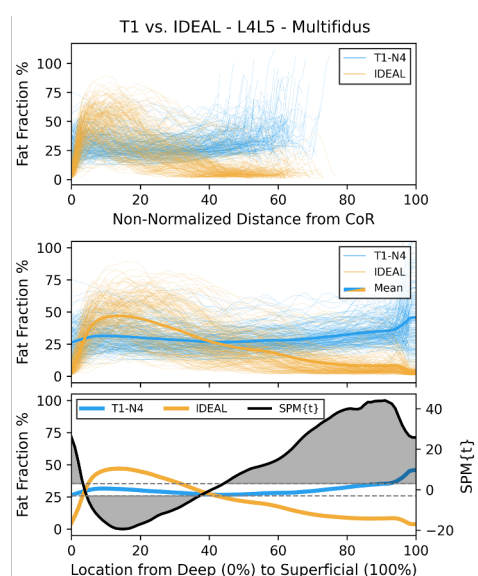 T1 vs. IDEAL - L4L5 - Multifidus
Fat Fraction %
100
75
50
25
0
T1-N4
IDEAL
0 20 40 60 80 100
Non-Normalized Distance from CoR
Fat Fraction %
100
75
50
25
0
T1-N4
IDEAL
Mean
Fat Fraction %
100
75
50
25
0
T1-N4 IDEAL SPM{t}
40
20
0
−20
SPM{t}
0 20 40 60 80 100
Location from Deep (0%) to Superficial (100%)